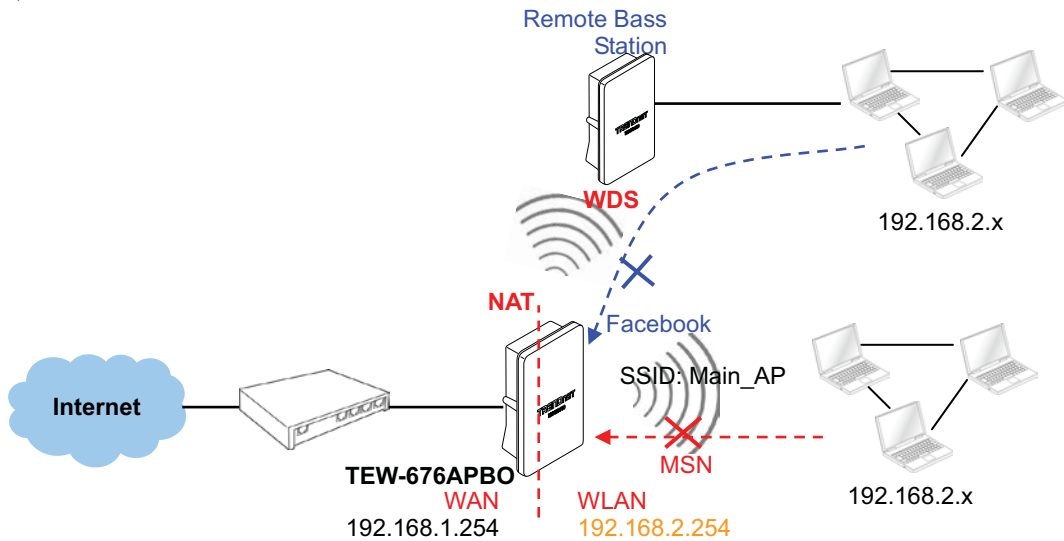 Remote Bass
Station
WDS
192.168.2.x
NAT
Facebook
SSID: Main_AP
Internet
TRENDNET
MSN
TEW-676APBO
WAN
WLAN
192.168.1.254
192.168.2.254
192.168.2.x